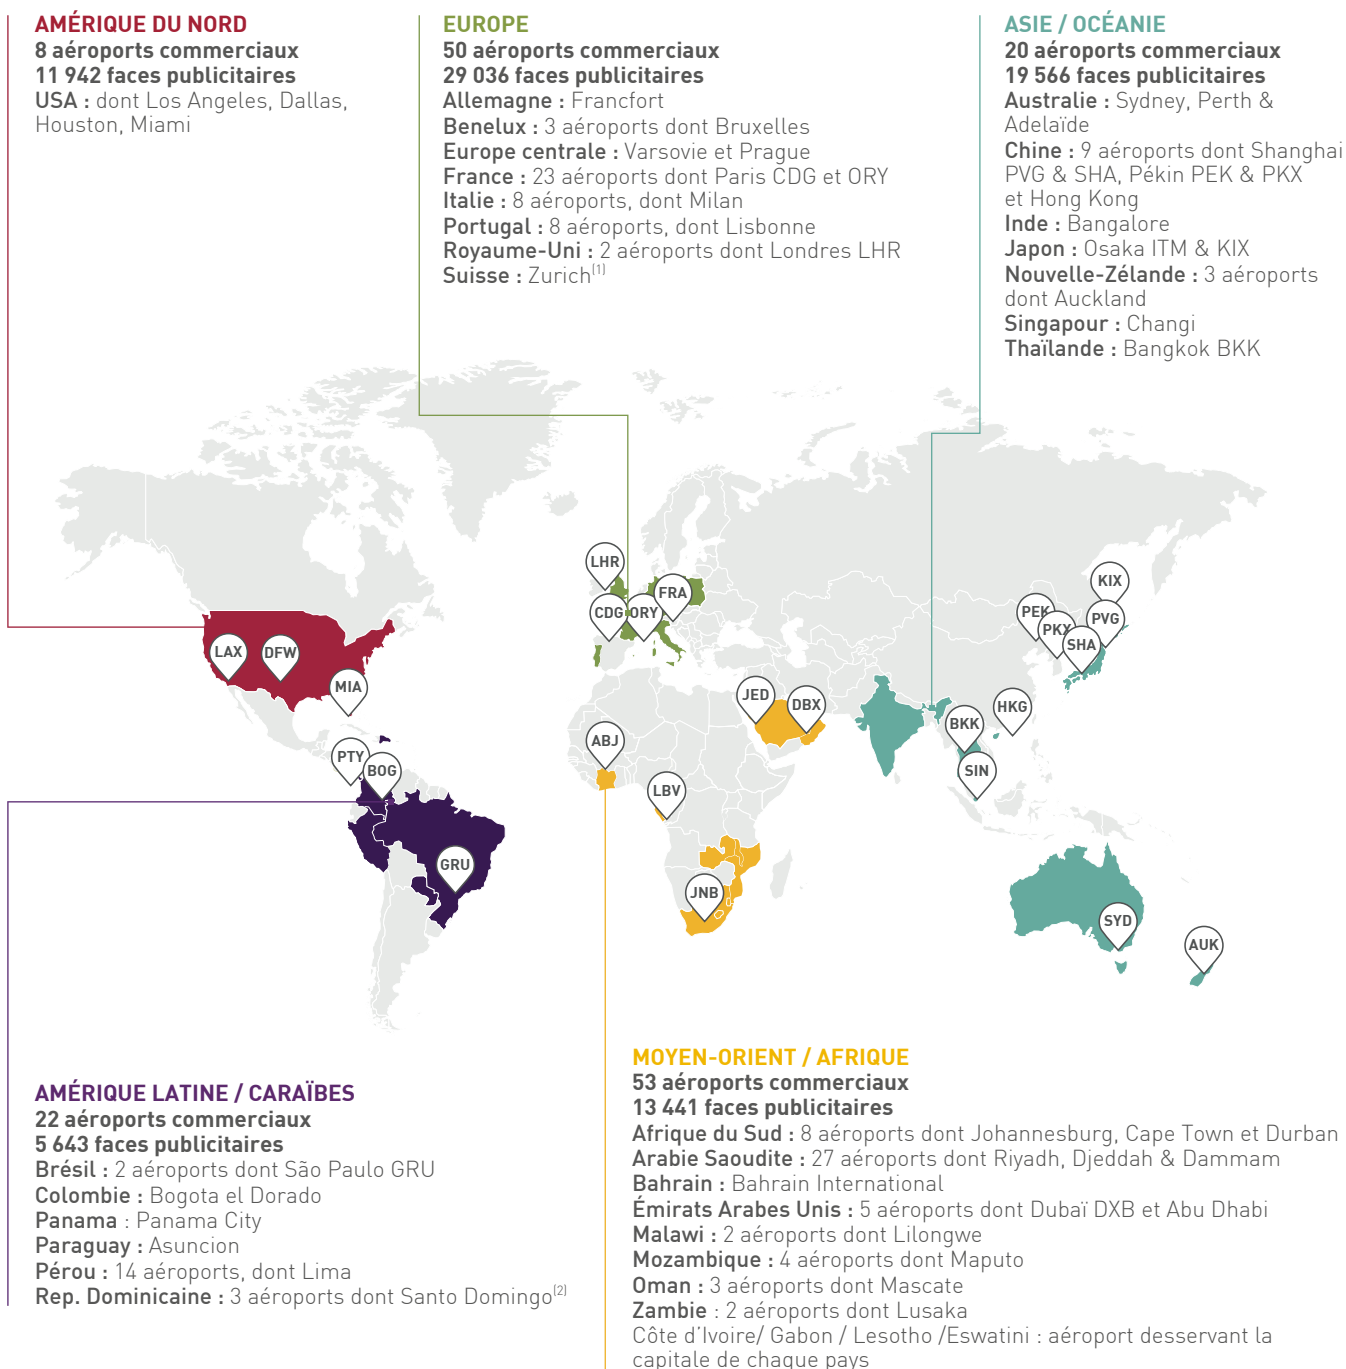 AMÉRIQUE DU NORD
8 aéroports commerciaux
11 942 faces publicitaires
USA : dont Los Angeles, Dallas,
Houston, Miami
EUROPE
50 aéroports commerciaux
29 036 faces publicitaires
Allemagne : Francfort
Benelux : 3 aéroports dont Bruxelles
Europe centrale : Varsovie et Prague
France : 23 aéroports dont Paris CDG et ORY
Italie : 8 aéroports, dont Milan
Portugal : 8 aéroports, dont Lisbonne
Royaume-Uni : 2 aéroports dont Londres LHR
Suisse : Zurich(1)
ASIE / OCÉANIE
20 aéroports commerciaux
19 566 faces publicitaires
Australie : Sydney, Perth &
Adelaïde
Chine : 9 aéroports dont Shanghai
PVG & SHA, Pékin PEK & PKX
et Hong Kong
Inde : Bangalore
Japon : Osaka ITM & KIX
Nouvelle-Zélande : 3 aéroports
dont Auckland
Singapour : Changi
Thaïlande : Bangkok BKK
LHR
FRA
CDG
ORY
KIX
PEK
PVG
PKX
SHA
LAX
DFW
MIA
JED
DBX
HKG
BKK
ABJ
PTY
BOG
SIN
LBV
GRU
JNB
SYD
AUK
AMÉRIQUE LATINE / CARAÏBES
22 aéroports commerciaux
5 643 faces publicitaires
Brésil : 2 aéroports dont São Paulo GRU
Colombie : Bogota el Dorado
Panama : Panama City
Paraguay : Asuncion
Pérou : 14 aéroports, dont Lima
Rep. Dominicaine : 3 aéroports dont Santo Domingo(2)
MOYEN-ORIENT / AFRIQUE
53 aéroports commerciaux
13 441 faces publicitaires
Afrique du Sud : 8 aéroports dont Johannesburg, Cape Town et Durban
Arabie Saoudite : 27 aéroports dont Riyadh, Djeddah & Dammam
Bahrain : Bahrain International
Émirats Arabes Unis : 5 aéroports dont Dubaï DXB et Abu Dhabi
Malawi : 2 aéroports dont Lilongwe
Mozambique : 4 aéroports dont Maputo
Oman : 3 aéroports dont Mascate
Zambie : 2 aéroports dont Lusaka
Côte d'Ivoire/ Gabon / Lesotho /Eswatini : aéroport desservant la
capitale de chaque pays